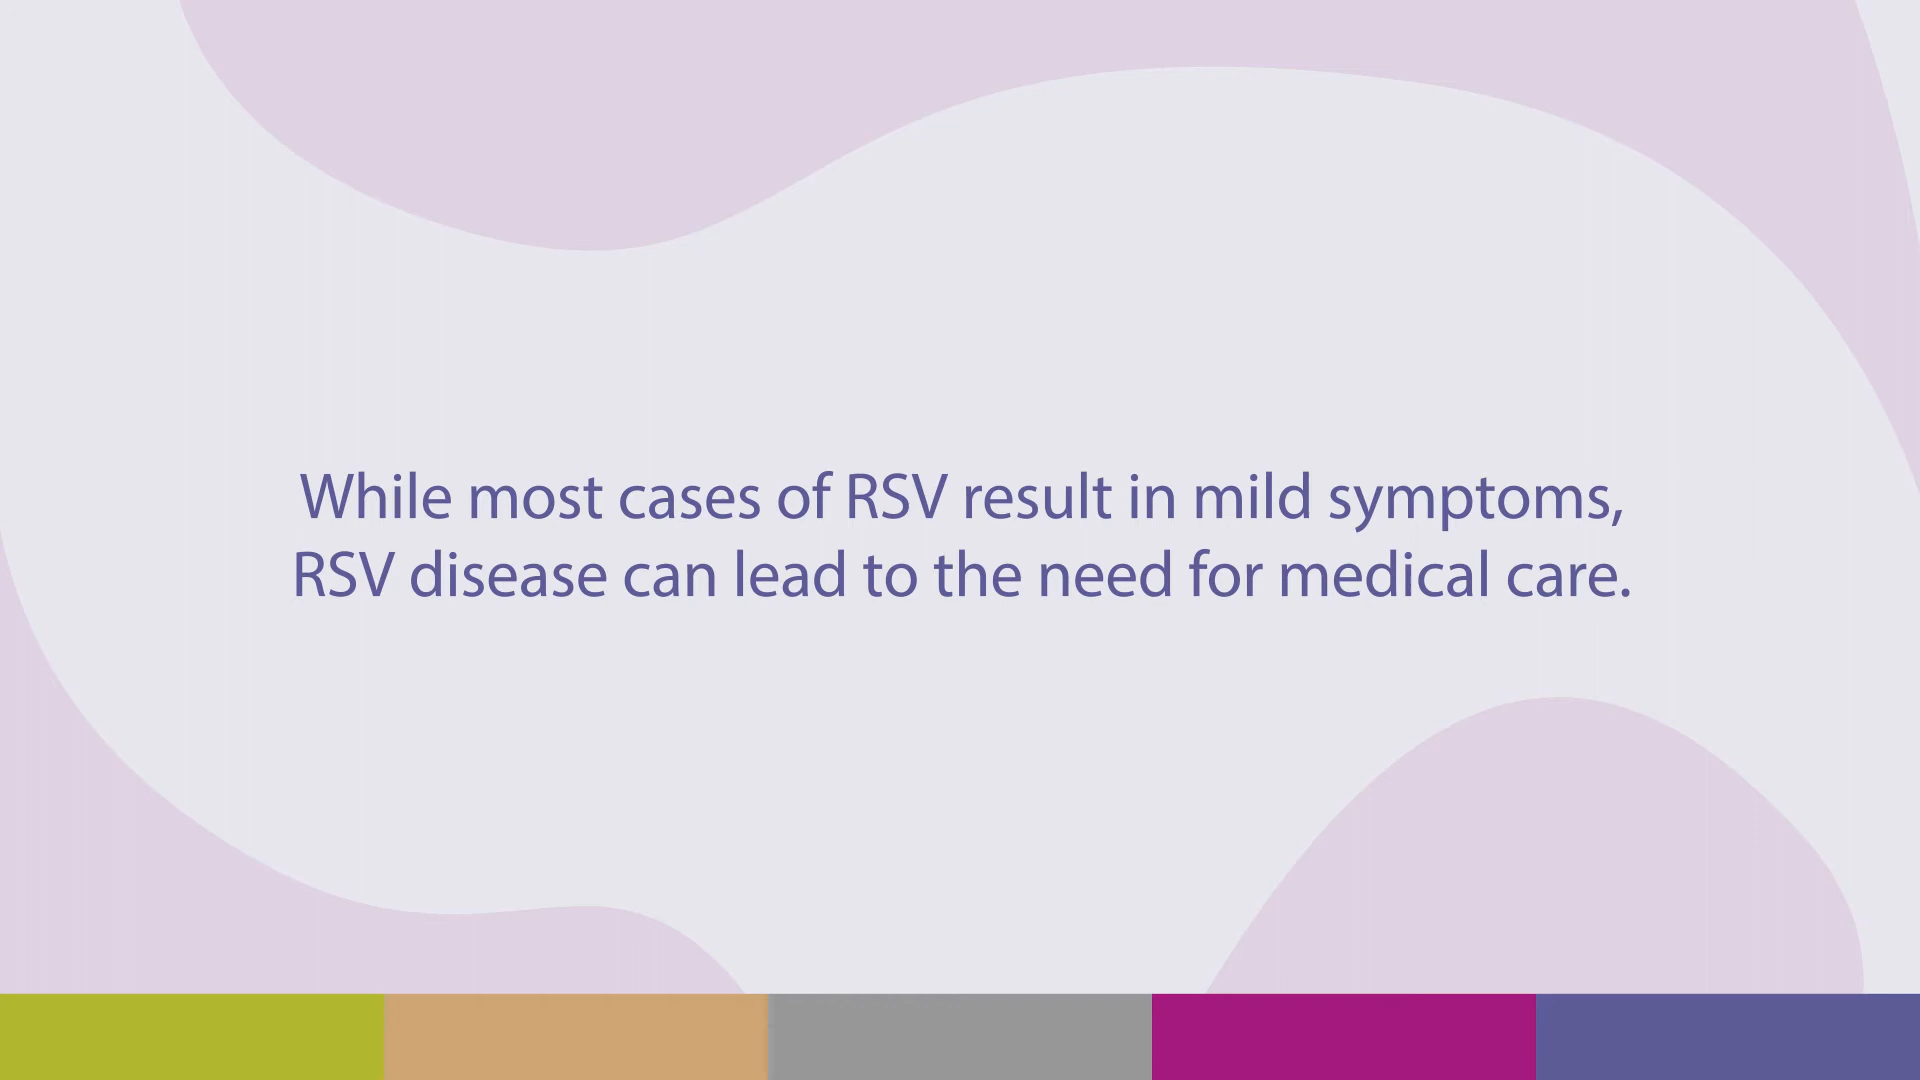 While most cases of RSV result in mild symptoms,
RSV disease can lead to the need for medical care.